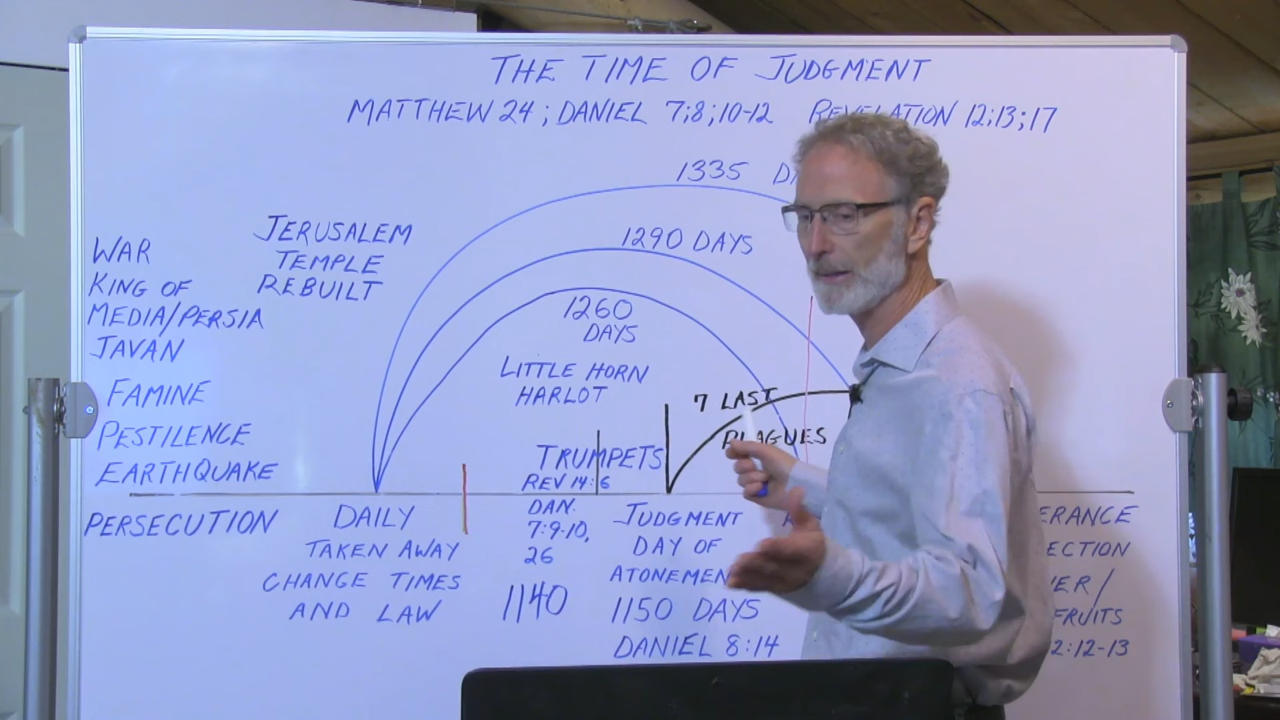 THE TIME OF JUDGMENT
MATTHEW 24; DANIEL 7;8;10-12 REVELATION 12;13;17
1335
1290 DAYS
1260
DAYS
JERUSALEM
TEMPLE
REBUILT
WAR
KING OF
MEDIA/PERSIA
JAVAN
FAMINE
PESTILENCE
EARTHQUAKE
PERSECUTION
LITTLE HORN
HARLOT
7 LAST
PLAGUES
TRUMPETS
REV 14:6
DAN.
7:9-10,
26
1140
DAILY
TAKEN AWAY
CHANGE TIMES
AND LAW
JUDGMENT
DAY OF
ATONEMEN
1150 DAYS
DANIEL 8:14
ERANCE
ECTION
ER/
FRUITS
2:12-13